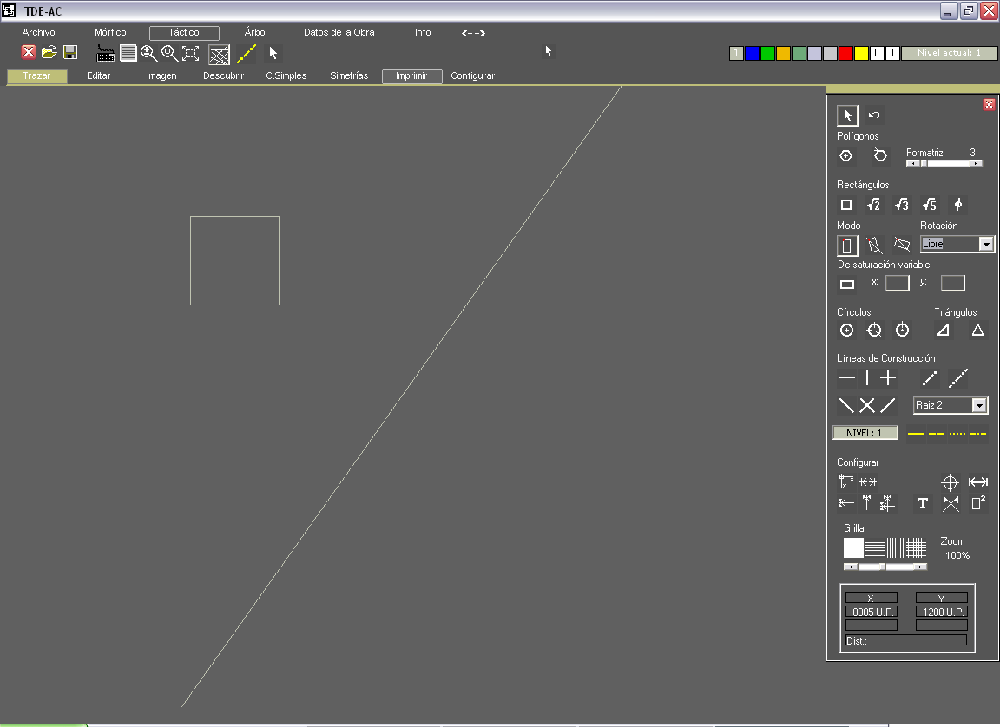 TDE-AC
Archivo Mórfico Táctico Árbol Datos de la Obra Info <-->
1 L T Nivel actual: 1
Trazar Editar Imagen Descubrir C.Simples Simetrías Imprimir Configurar
Polígonos
Formatriz 3
Rectángulos
√2 √3 √5 ϕ
Modo Rotación
Libre
De saturación variable
x: y:
Círculos Triángulos
Líneas de Construcción
Raiz 2
NIVEL: 1
Configurar
T 2
Grilla
Zoom
100%
X Y
8385 U.P. 1200 U.P.
Dist.: